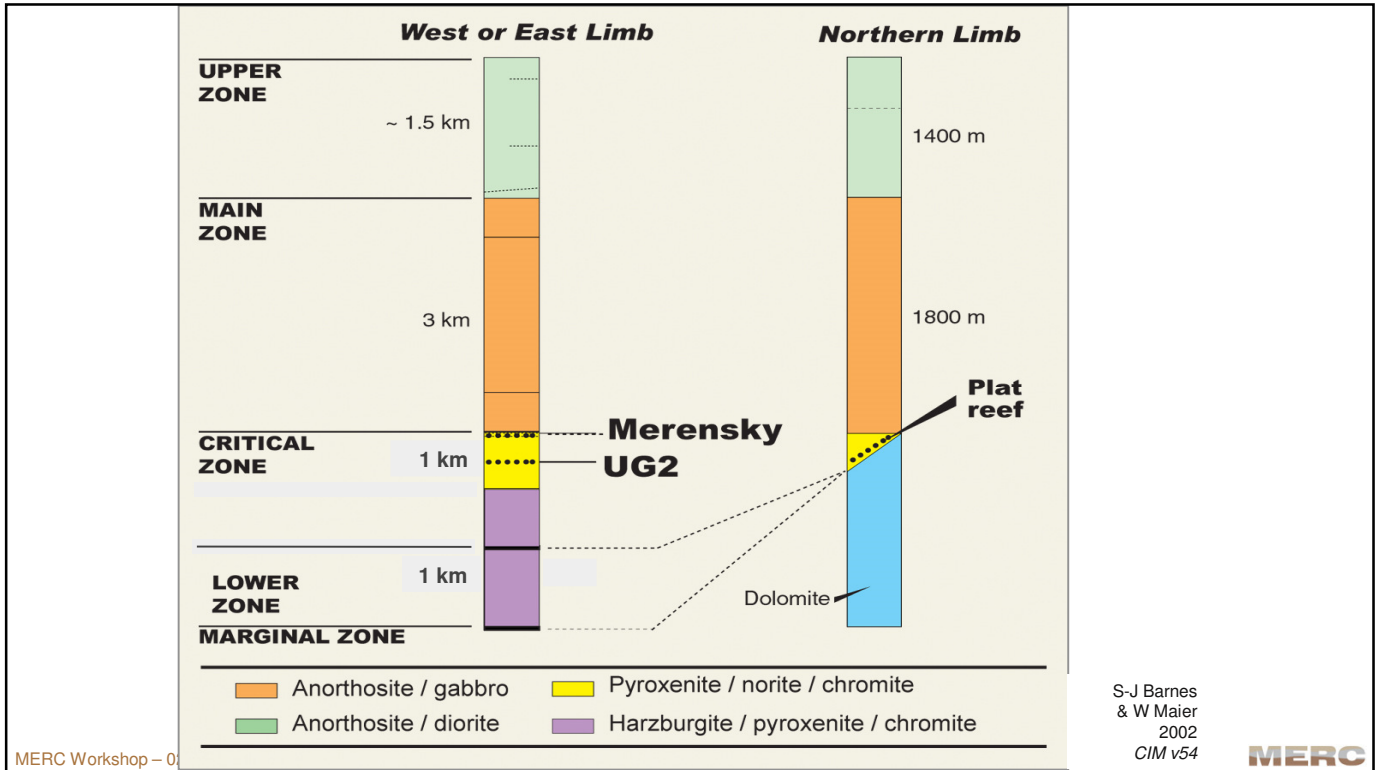 West or East Limb
Northern Limb
UPPER
ZONE
~ 1.5 km
1400 m
MAIN
ZONE
3 km
1800 m
Plat
reef
CRITICAL
ZONE
1 km
Merensky
UG2
LOWER
ZONE
1 km
Dolomite
MARGINAL ZONE
Anorthosite / gabbro
Pyroxenite / norite / chromite
Anorthosite / diorite
Harzburgite / pyroxenite / chromite
S-J Barnes
& W Maier
2002
CIM v54
MERC Workshop –
MERC